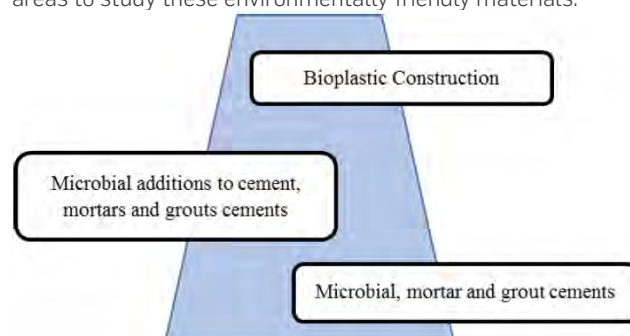 areas to study these environmentally friendly materials.
Bioplastic Construction
Microbial additions to cement,
mortars and grouts cements
Microbial, mortar and grout cements